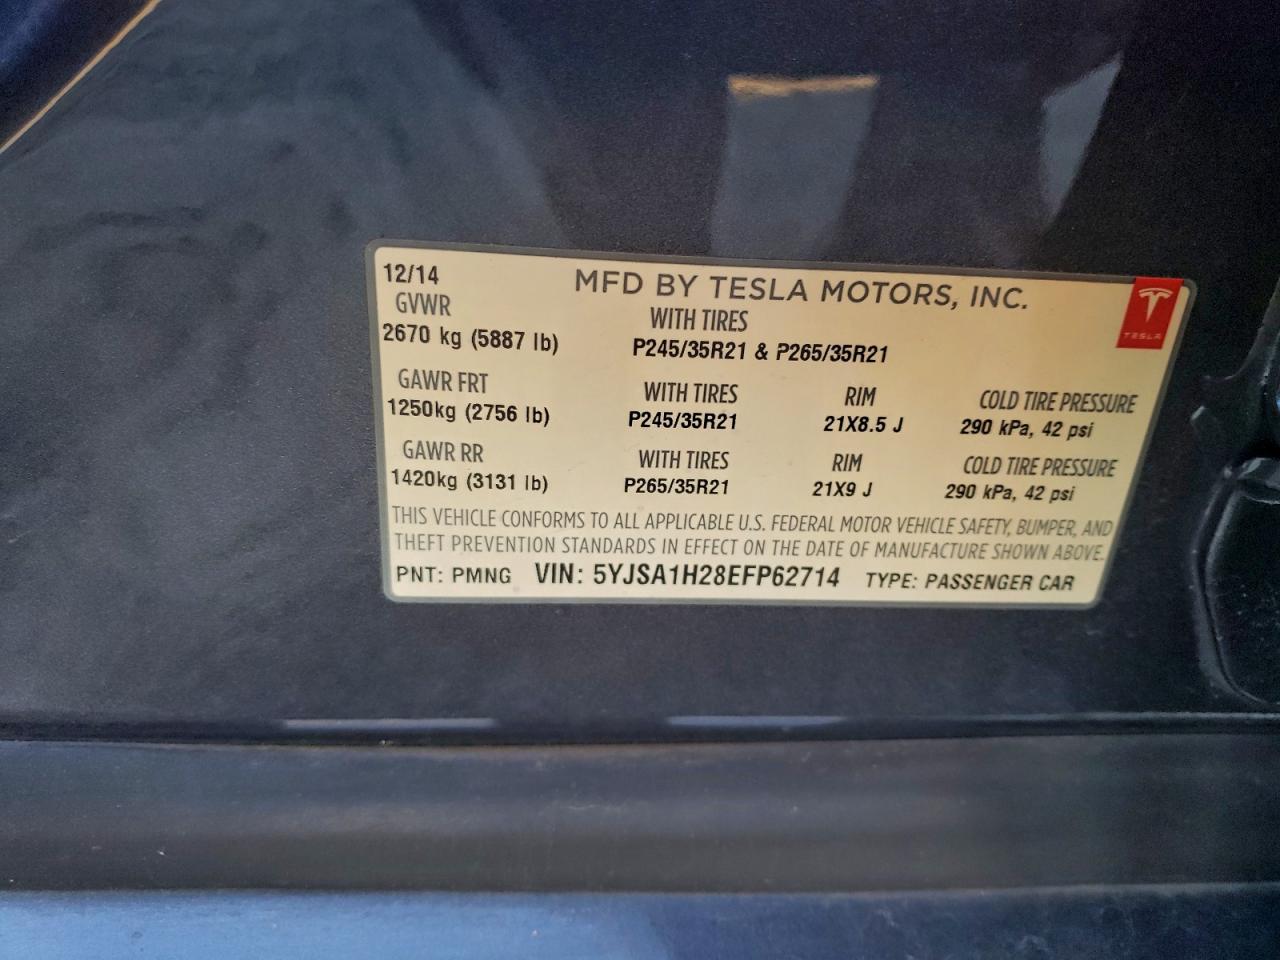 12/14 MFD BY TESLA MOTORS, INC.
GVWR WITH TIRES
2670 kg (5887 lb) P245/35R21 & P265/35R21
TESLA
GAWR FRT WITH TIRES RIM COLD TIRE PRESSURE
1250kg (2756 lb) P245/35R21 21X8.5 J 290 kPa, 42 psi
GAWR RR WITH TIRES RIM COLD TIRE PRESSURE
1420kg (3131 lb) P265/35R21 21X9 J 290 kPa, 42 psi
THIS VEHICLE CONFORMS TO ALL APPLICABLE U.S. FEDERAL MOTOR VEHICLE SAFETY, BUMPER, AND
THEFT PREVENTION STANDARDS IN EFFECT ON THE DATE OF MANUFACTURE SHOWN ABOVE.
PNT: PMNG VIN: 5YJSA1H28EFP62714 TYPE: PASSENGER CAR